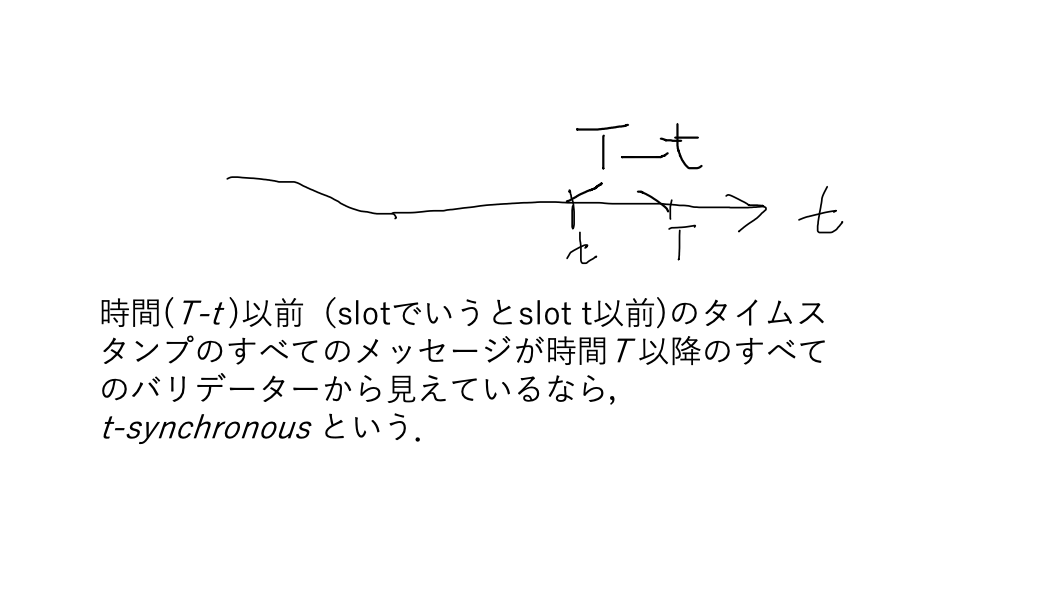 T-t
t
t T
時間(T-t)以前（slotでいうとslot t以前)のタイムス
タンプのすべてのメッセージが時間T以降のすべて
のバリデーターから見えているなら,
t-synchronous という.